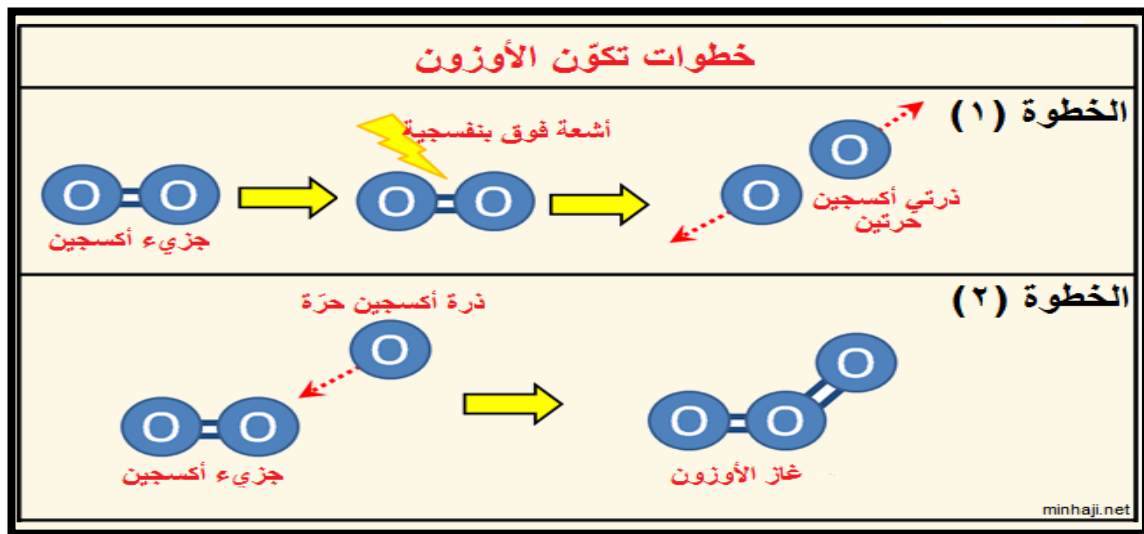 خطوات تكوّن الأوزون
الخطوة (١)
أشعة فوق بنفسجية
O=O
O=O
O
O
ذرتي أكسجين
حرتين
جزيء أكسجين
الخطوة (٢)
ذرة أكسجين حرّة
O
O=O
O=O=O
جزيء أكسجين
غاز الأوزون
minhaji.net